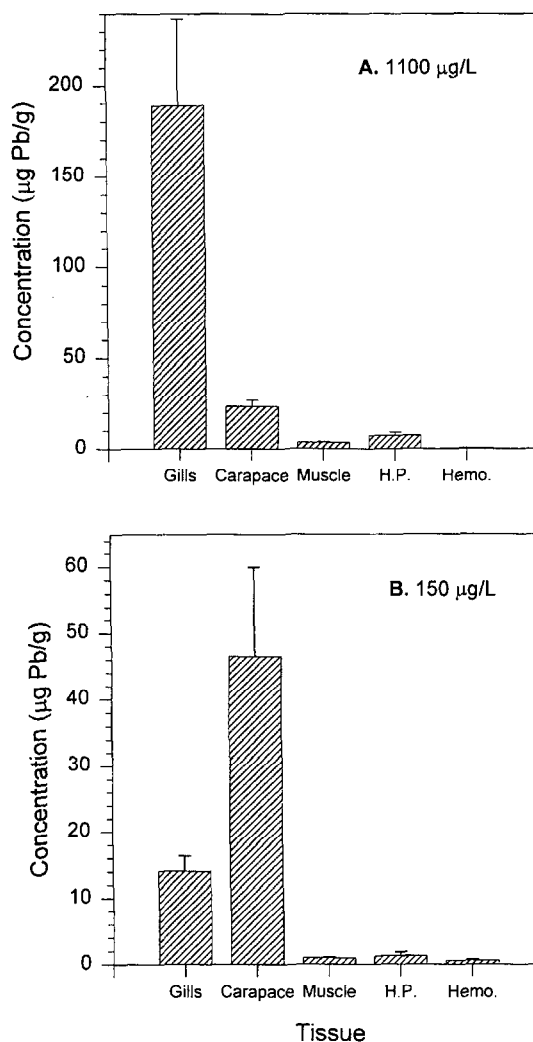 A. 1100 µg/L
Concentration (µg Pb/g)
200
150
100
50
0
Gills Carapace Muscle H.P. Hemo.
B. 150 µg/L
Concentration (µg Pb/g)
60
50
40
30
20
10
0
Gills Carapace Muscle H.P. Hemo.
Tissue